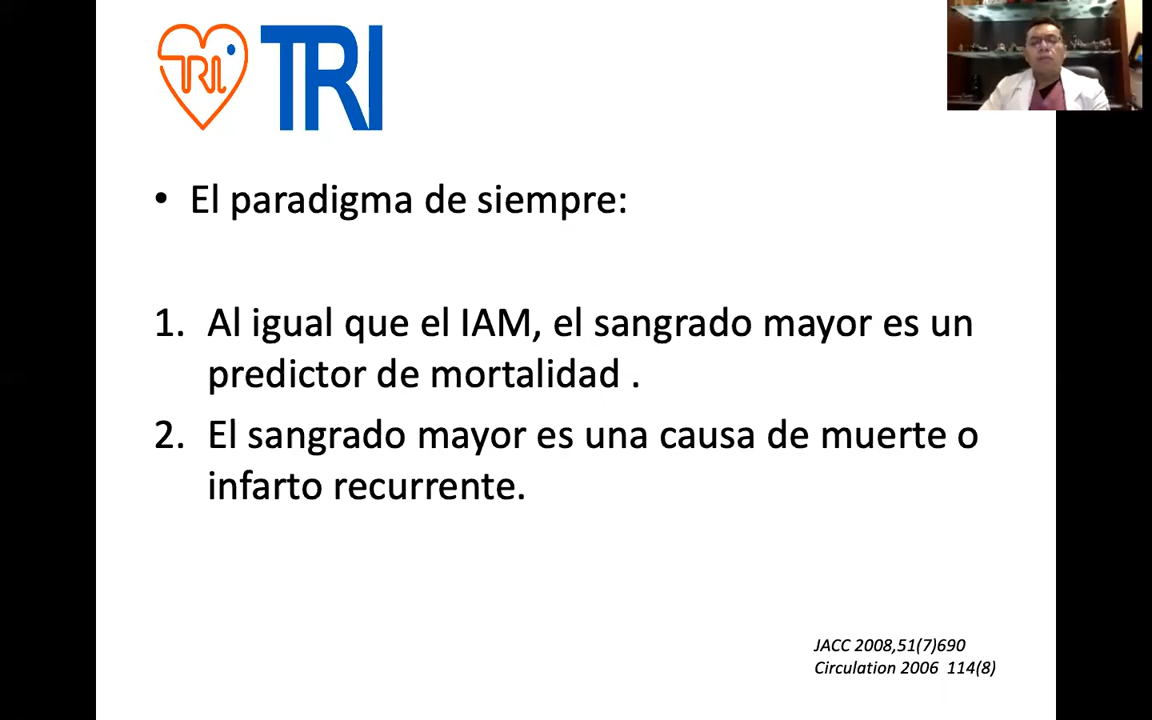 TRI TRI
• El paradigma de siempre:
1. Al igual que el IAM, el sangrado mayor es un
predictor de mortalidad .
2. El sangrado mayor es una causa de muerte o
infarto recurrente.
JACC 2008,51(7)690
Circulation 2006 114(8)